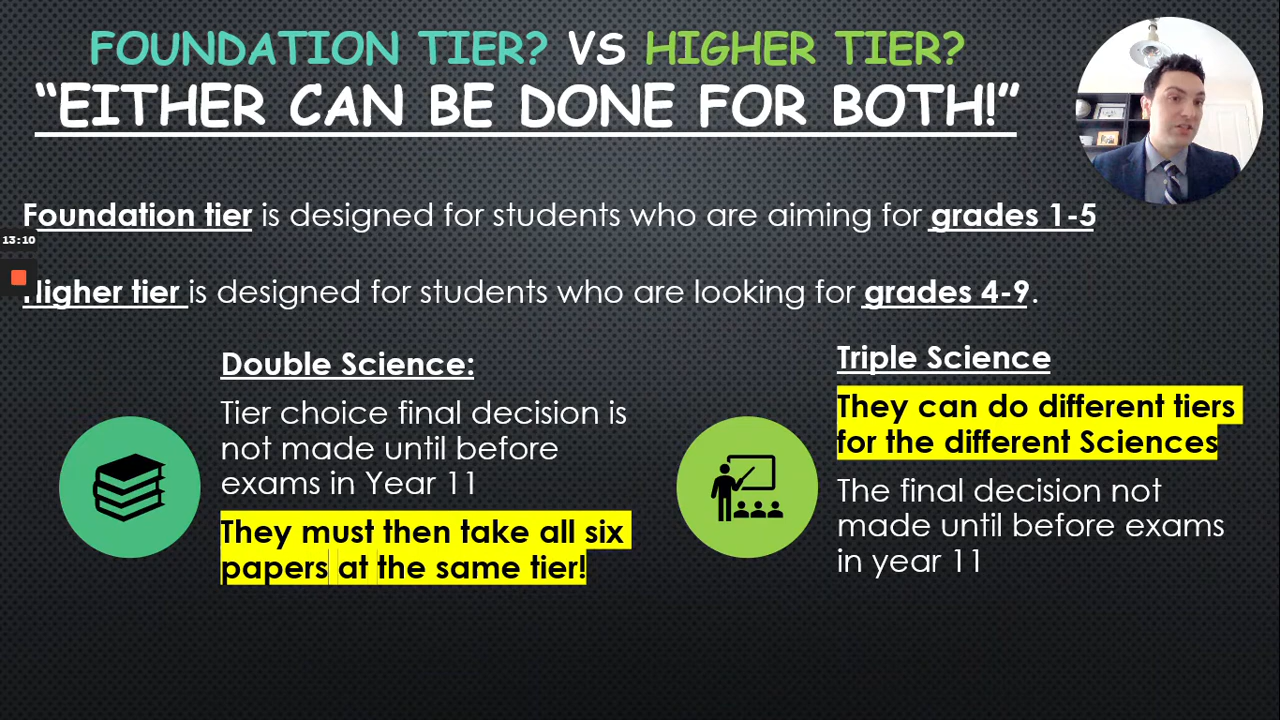 FOUNDATION TIER? VS HIGHER TIER?
“EITHER CAN BE DONE FOR BOTH!”
Foundation tier is designed for students who are aiming for grades 1-5
13:10
Higher tier is designed for students who are looking for grades 4-9.
Double Science:
Tier choice final decision is
not made until before
exams in Year 11
They must then take all six
papers at the same tier!
Triple Science
They can do different tiers
for the different Sciences
The final decision not
made until before exams
in year 11